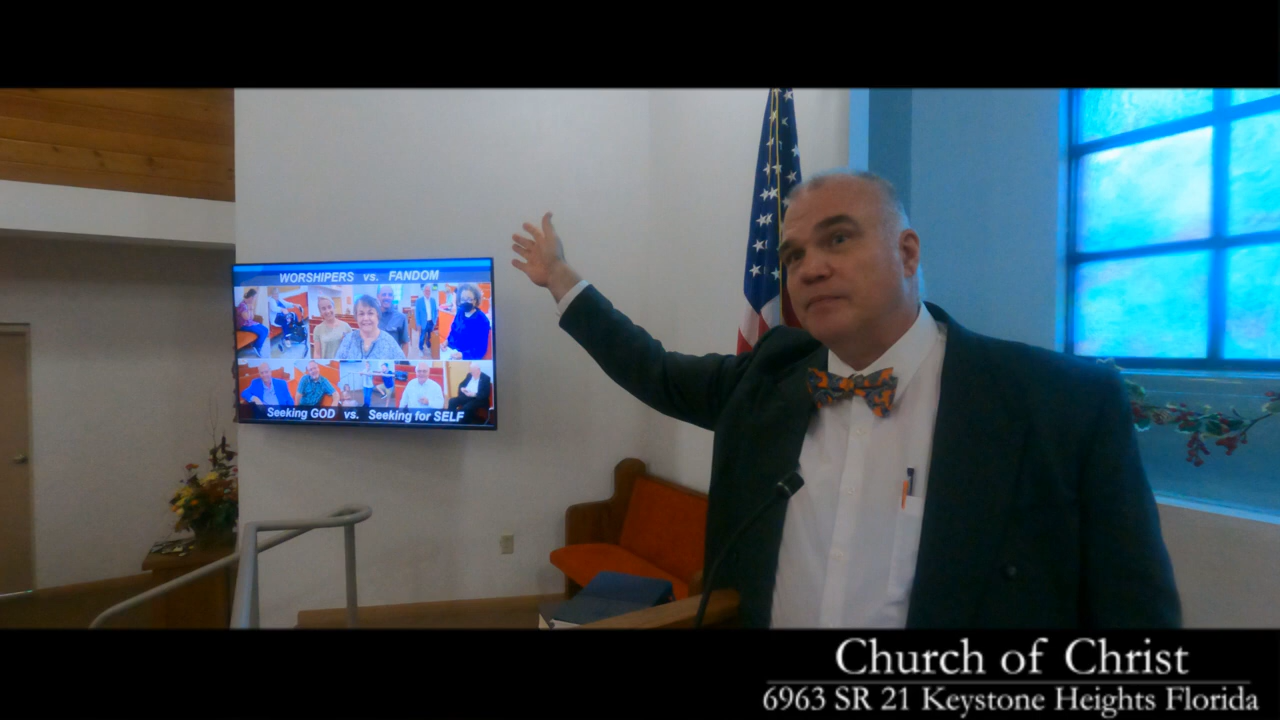 WORSHIPERS vs. FANDOM
Seeking GOD vs. Seeking for SELF
Church of Christ
6963 SR 21 Keystone Heights Florida